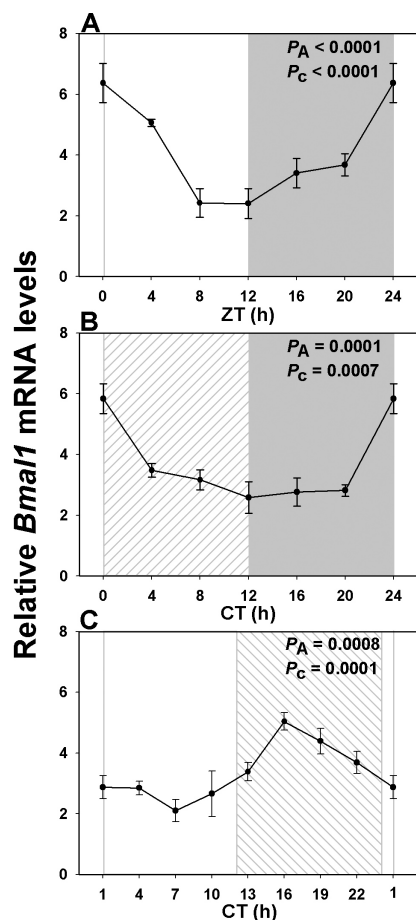 A
8
P_A < 0.0001
P_c < 0.0001
6
4
2
0
0 4 8 12 16 20 24
ZT (h)
B
8
P_A = 0.0001
P_c = 0.0007
6
4
2
0
0 4 8 12 16 20 24
CT (h)
C
8
P_A = 0.0008
P_c = 0.0001
6
4
2
0
1 4 7 10 13 16 19 22 1
CT (h)
Relative Bmal1 mRNA levels